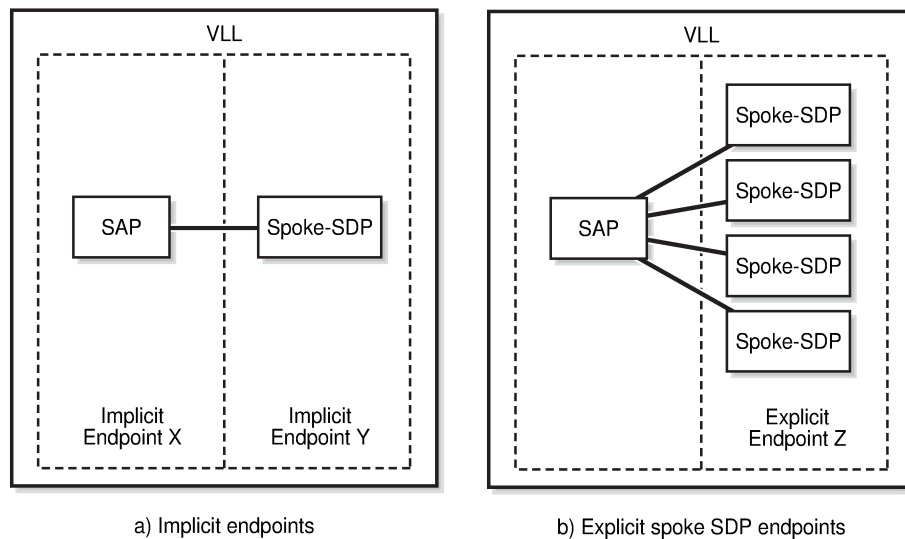 VLL
SAP
Spoke-SDP
Implicit
Endpoint X
Implicit
Endpoint Y
a) Implicit endpoints
VLL
SAP
Spoke-SDP
Spoke-SDP
Spoke-SDP
Spoke-SDP
Explicit
Endpoint Z
b) Explicit spoke SDP endpoints